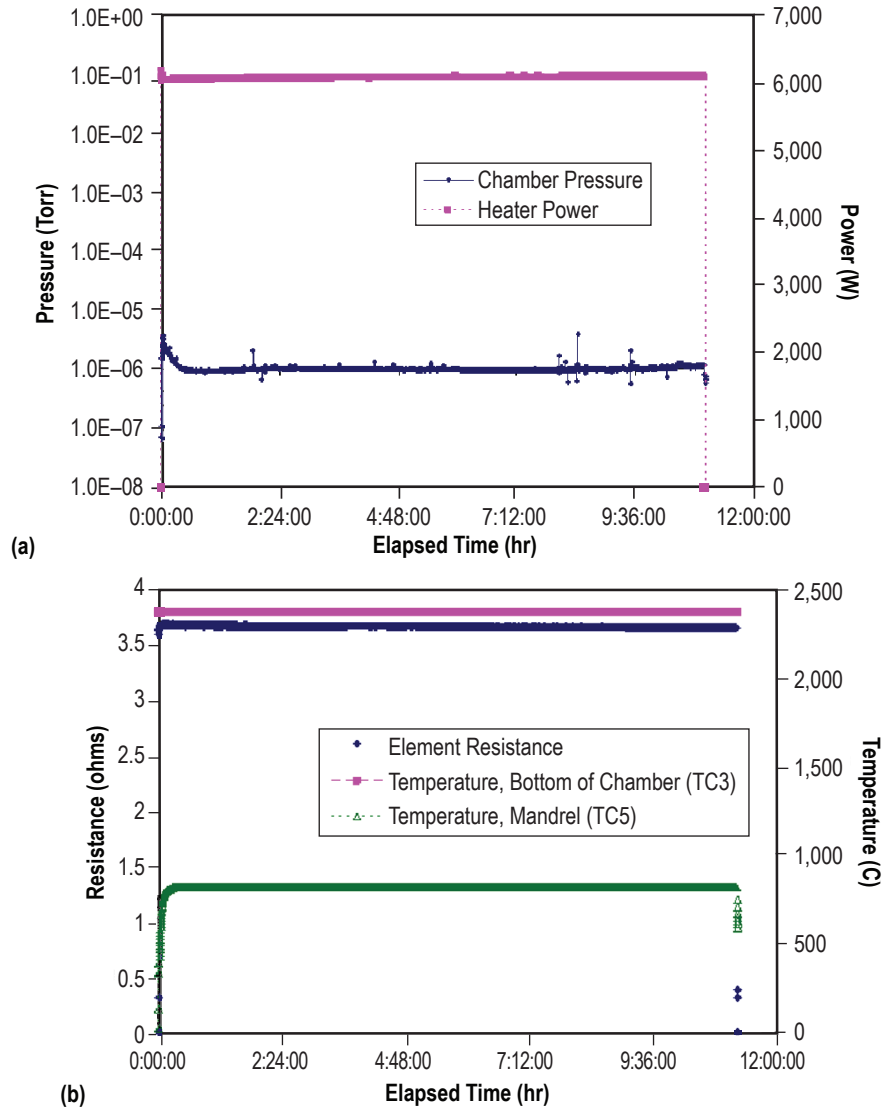 1.0E+00
1.0E–01
1.0E–02
1.0E–03
1.0E–04
1.0E–05
1.0E–06
1.0E–07
1.0E–08
Pressure (Torr)
7,000
6,000
5,000
4,000
3,000
2,000
1,000
0
Power (W)
Chamber Pressure
Heater Power
0:00:00
2:24:00
4:48:00
7:12:00
9:36:00
12:00:00
Elapsed Time (hr)
(a)
4
3.5
3
2.5
2
1.5
1
0.5
0
Resistance (ohms)
2,500
2,000
1,500
1,000
500
0
Temperature (C)
Element Resistance
Temperature, Bottom of Chamber (TC3)
Temperature, Mandrel (TC5)
0:00:00
2:24:00
4:48:00
7:12:00
9:36:00
12:00:00
Elapsed Time (hr)
(b)